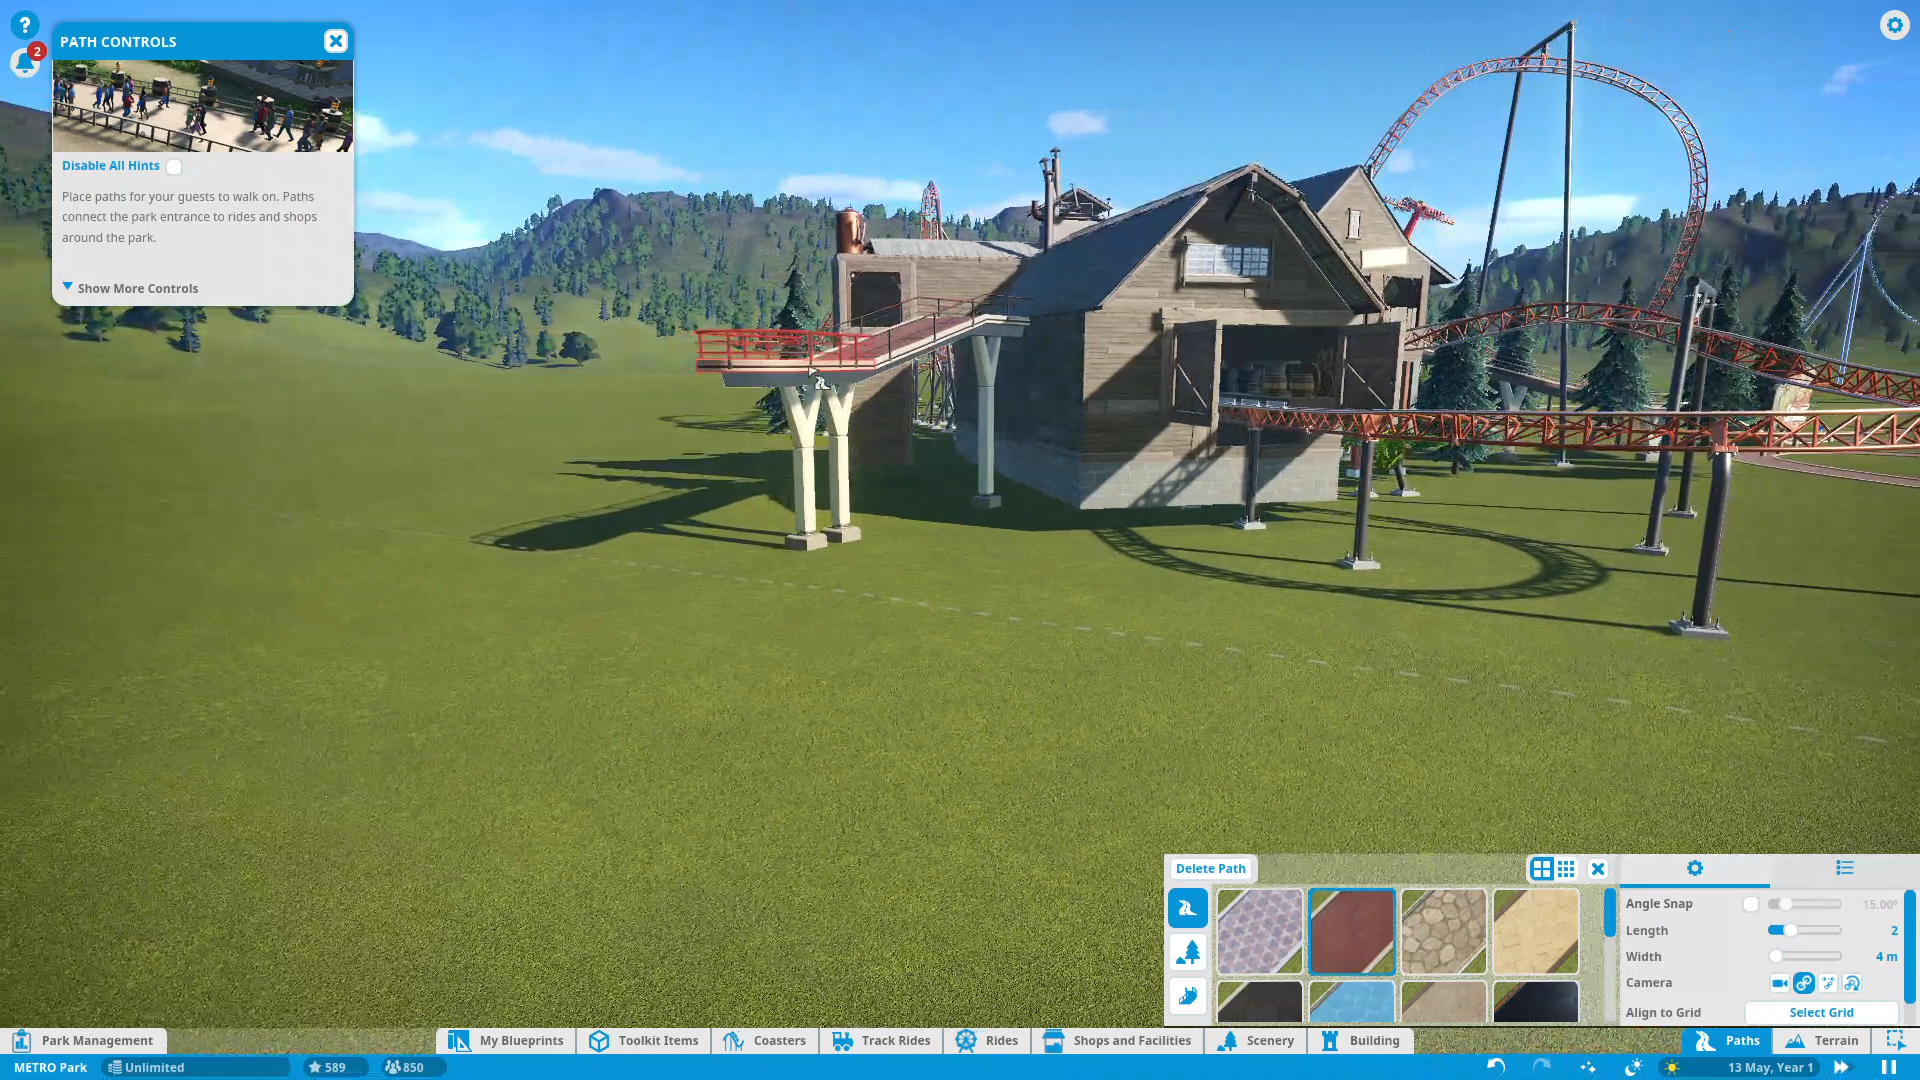 ?
2
PATH CONTROLS
Disable All Hints
Place paths for your guests to walk on. Paths
connect the park entrance to rides and shops
around the park.
Show More Controls
Delete Path
Angle Snap 15.00°
Length 2
Width 4 m
Camera
Align to Grid Select Grid
Park Management My Blueprints Toolkit Items Coasters Track Rides Rides Shops and Facilities Scenery Building Paths Terrain
METRO Park Unlimited 589 850 13 May, Year 1